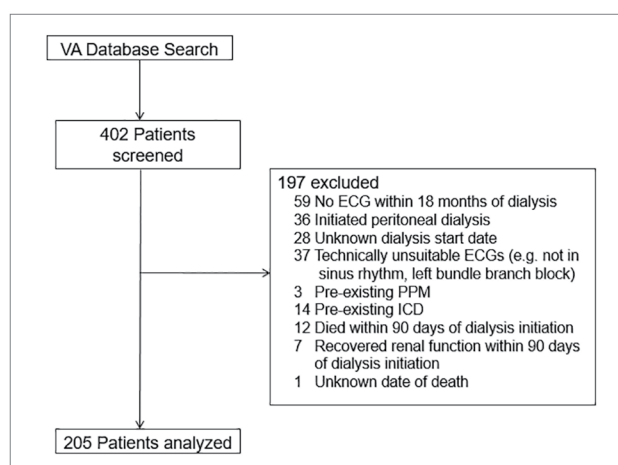 VA Database Search
402 Patients
screened
197 excluded
59 No ECG within 18 months of dialysis
36 Initiated peritoneal dialysis
28 Unknown dialysis start date
37 Technically unsuitable ECGs (e.g. not in
sinus rhythm, left bundle branch block)
3 Pre-existing PPM
14 Pre-existing ICD
12 Died within 90 days of dialysis initiation
7 Recovered renal function within 90 days
of dialysis initiation
1 Unknown date of death
205 Patients analyzed